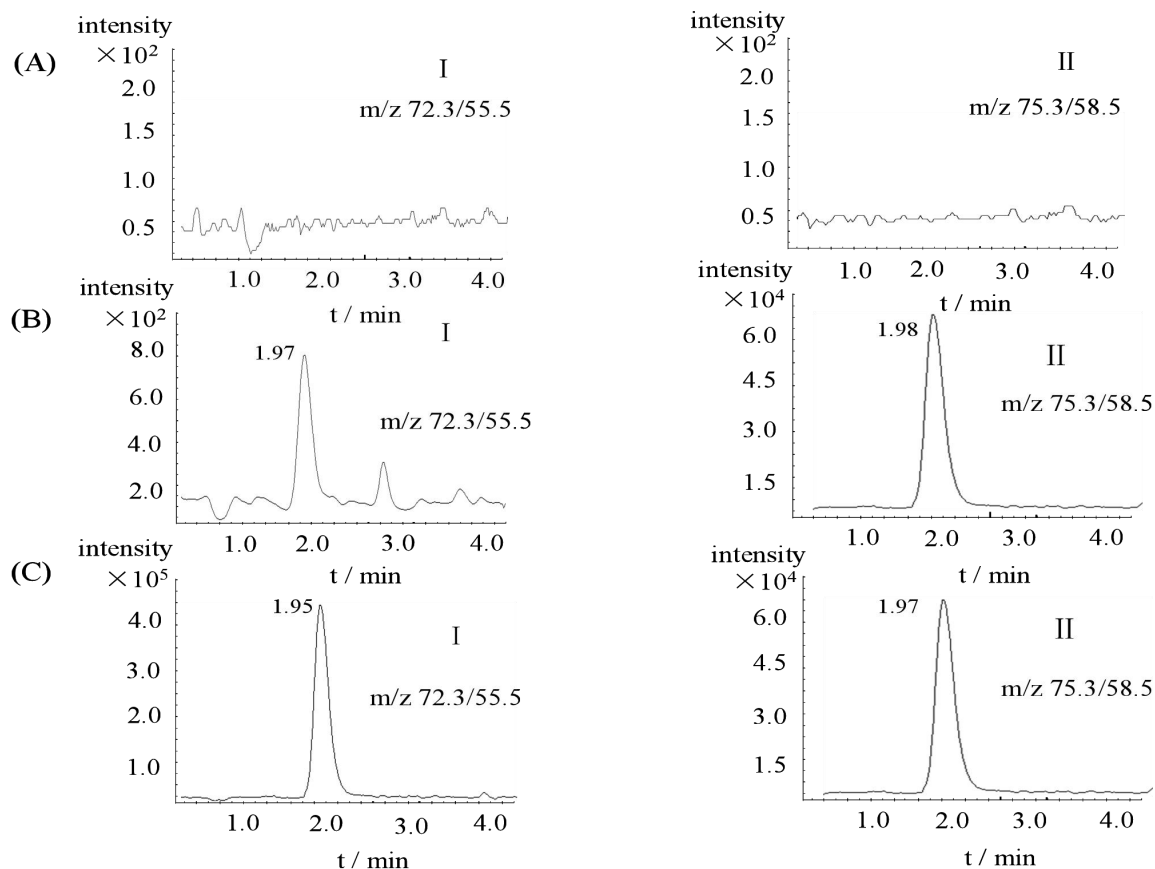 intensity
×10²
(A)
I
2.0
m/z 72.3/55.5
1.5
1.0
0.5
1.0 2.0 3.0 4.0
t / min
intensity
×10²
II
2.0
m/z 75.3/58.5
1.5
1.0
0.5
1.0 2.0 3.0 4.0
t / min
intensity
(B)
×10²
I
8.0
1.97
6.0
m/z 72.3/55.5
4.0
2.0
1.0 2.0 3.0 4.0
t / min
intensity
×10⁴
1.98
6.0
II
4.5
m/z 75.3/58.5
3.0
1.5
1.0 2.0 3.0 4.0
t / min
intensity
(C)
×10⁵
1.95
4.0
I
3.0
m/z 72.3/55.5
2.0
1.0
1.0 2.0 3.0 4.0
t / min
intensity
×10⁴
1.97
6.0
II
4.5
m/z 75.3/58.5
3.0
1.5
1.0 2.0 3.0 4.0
t / min